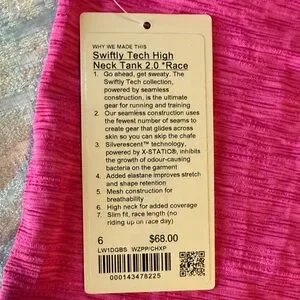 WHY WE MADE THIS
Swiftly Tech High
Neck Tank 2.0 *Race
1. Go ahead, get sweaty. The
Swiftly Tech collection,
powered by seamless
construction, is the ultimate
gear for running and training
2. Our seamless construction uses
the fewest number of seams to
create gear that glides across
skin so you can skip the chafe
3. Silverescent™ technology,
powered by X-STATIC®, inhibits
the growth of odour-causing
bacteria on the garment
4. Added elastane improves stretch
and shape retention
5. Mesh construction for
breathability
6. High neck for added coverage
7. Slim fit, race length (no
riding up on race day)
6 $68.00
LW1DGBS WZPP/CHXP
000143478225